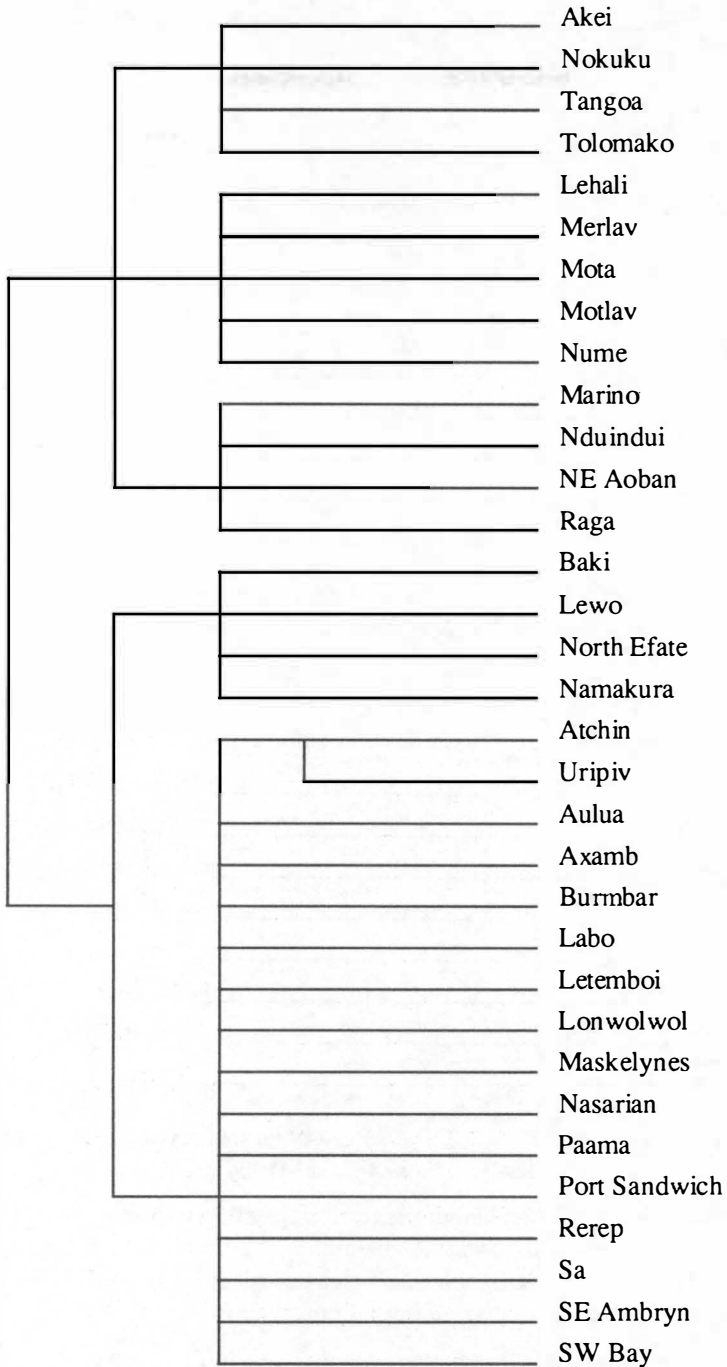 Akei
Nokuku
Tangoa
Tolomako
Lehali
Merlav
Mota
Motlav
Nume
Marino
Nduindui
NE Aoban
Raga
Baki
Lewo
North Efate
Namakura
Atchin
Uripiv
Aulua
Axamb
Burmbar
Labo
Letemboi
Lonwolwol
Maskelynes
Nasarian
Paama
Port Sandwich
Rerep
Sa
SE Ambryn
SW Bay